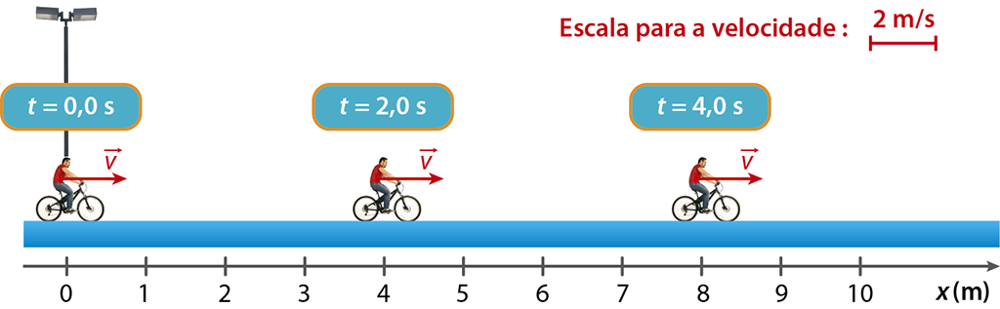 Escala para a velocidade : 2 m/s
t = 0,0 s t = 2,0 s t = 4,0 s
v⃗ v⃗ v⃗
0 1 2 3 4 5 6 7 8 9 10 x (m)